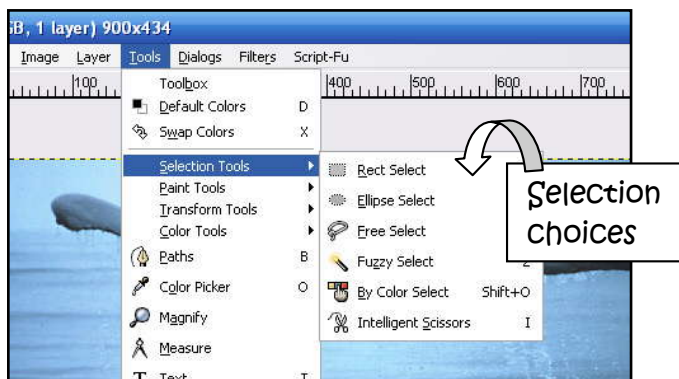 GB, 1 layer) 900x434
Image Layer Tools Dialogs Filters Script-Fu
100 400 500 600 700
Toolbox
Default Colors D
Swap Colors X
Selection Tools
Paint Tools
Transform Tools
Color Tools
Paths B
Color Picker O
Magnify
Measure
Text T
Rect Select
Ellipse Select
Free Select
Fuzzy Select Z
By Color Select Shift+O
Intelligent Scissors I
Selection
choices